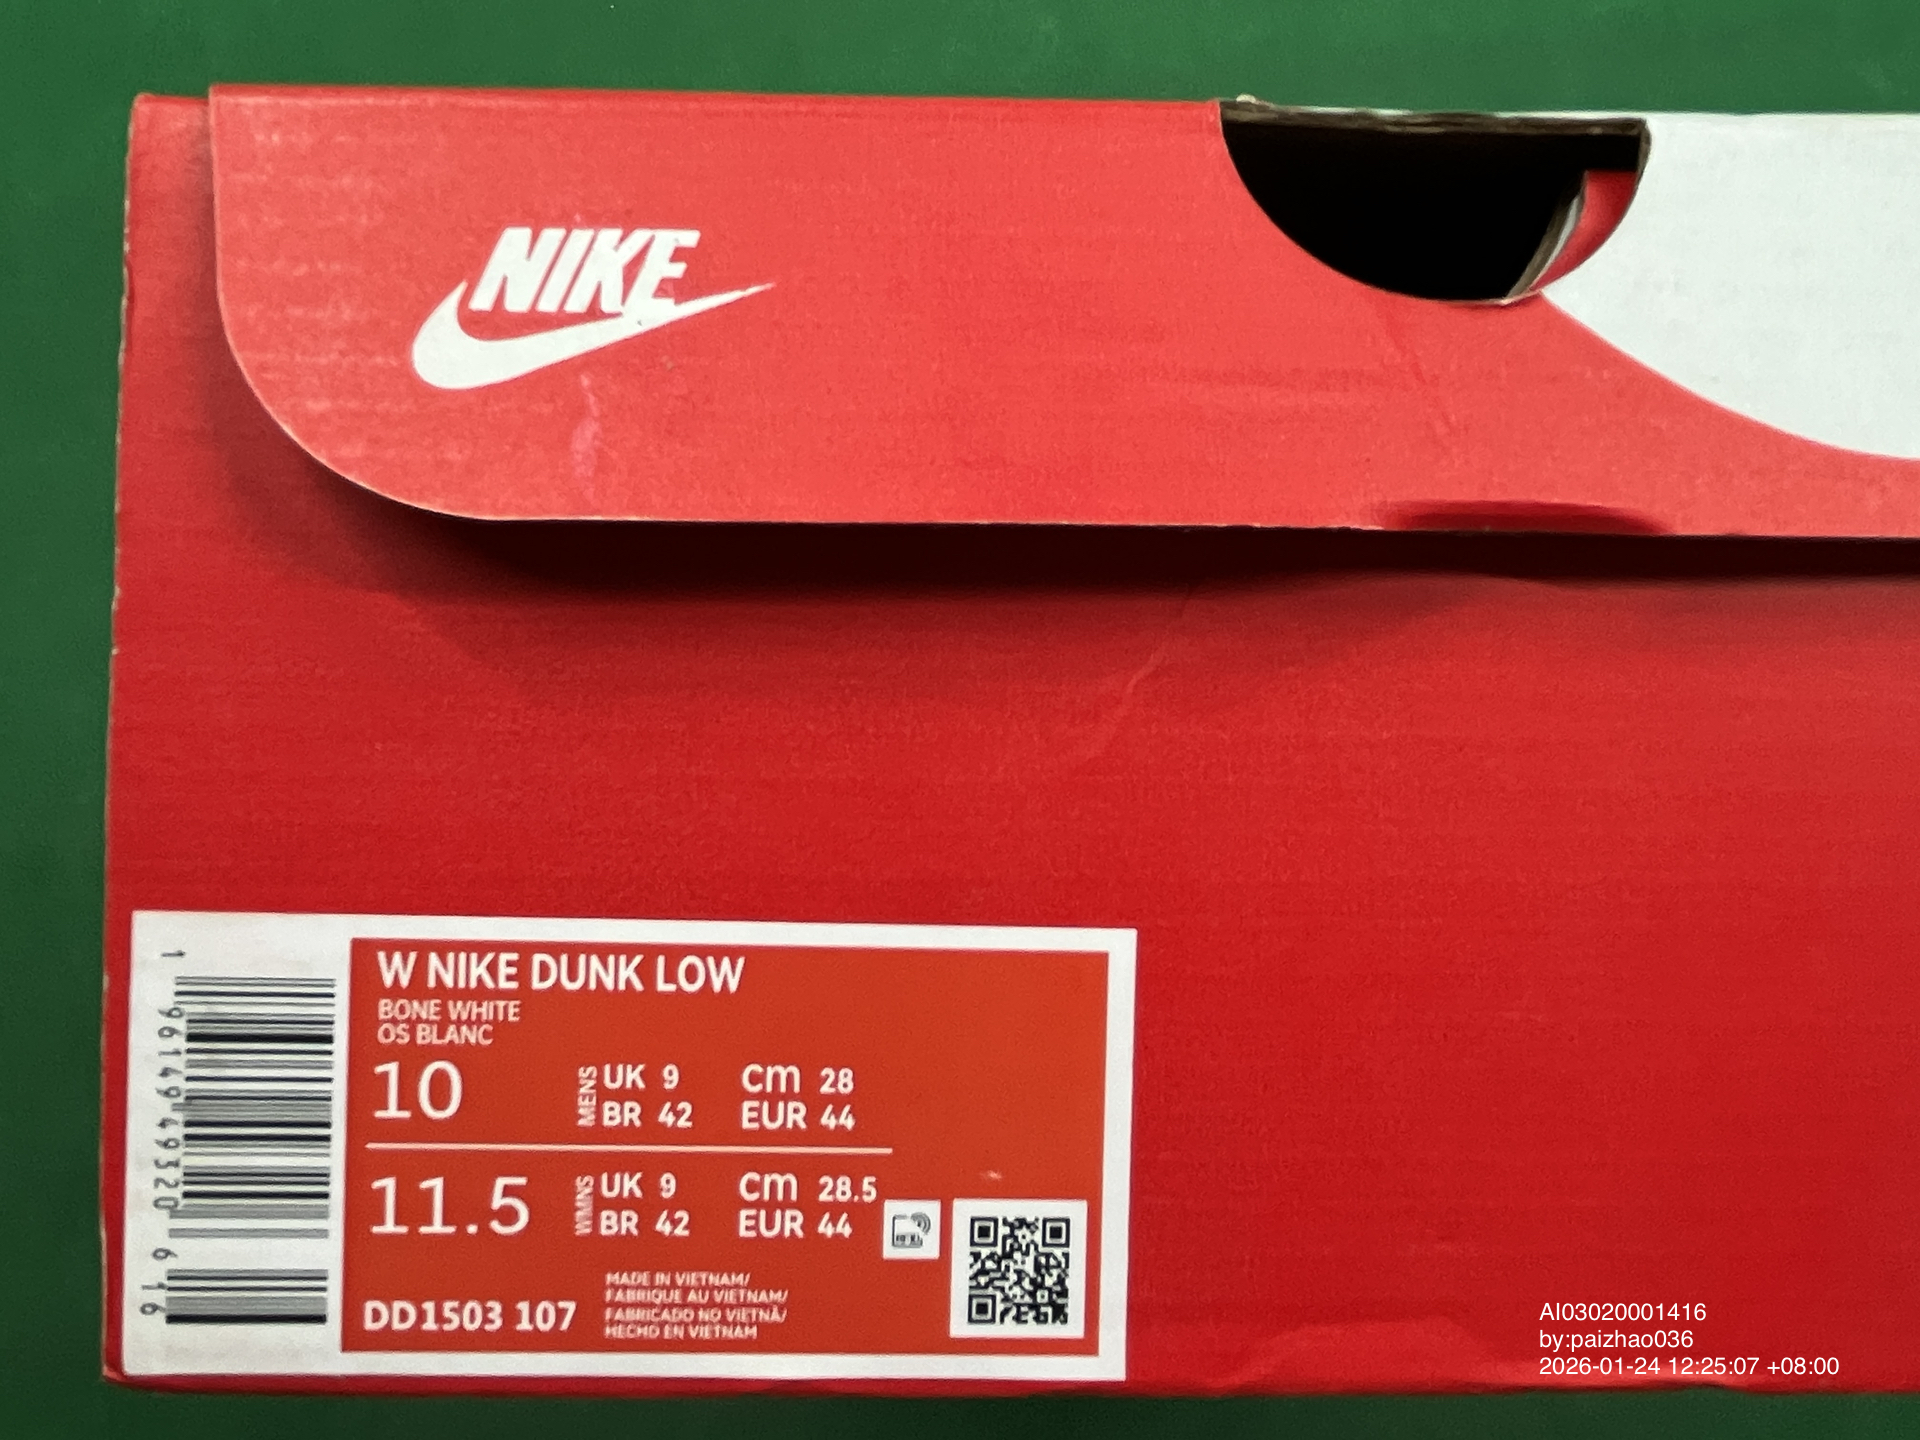 NIKE
W NIKE DUNK LOW
BONE WHITE
OS BLANC
10 MENS UK 9 cm 28
BR 42 EUR 44
11.5 WMNS UK 9 cm 28.5
BR 42 EUR 44
DD1503 107
MADE IN VIETNAM/
FABRIQUE AU VIETNAM/
FABRICADO NO VIETNÃ/
HECHO EN VIETNAM
1 96149 49320 6 16
AI03020001416
by:paizhao036
2026-01-24 12:25:07 +08:00